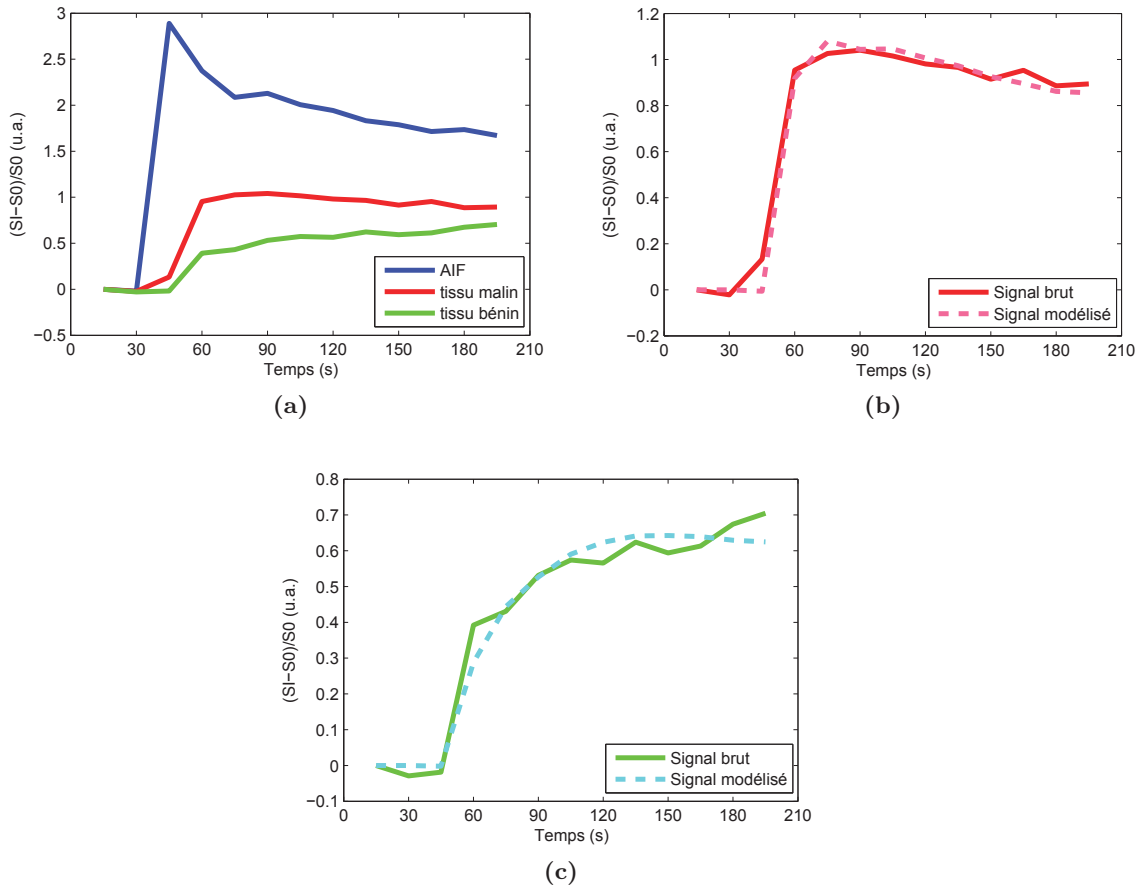 3
2.5
2
1.5
1
0.5
0
−0.5
(SI−S0)/S0 (u.a.)
0 30 60 90 120 150 180 210
Temps (s)
AIF
tissu malin
tissu bénin
(a)
1.2
1
0.8
0.6
0.4
0.2
0
−0.2
(SI−S0)/S0 (u.a.)
0 30 60 90 120 150 180 210
Temps (s)
Signal brut
Signal modélisé
(b)
0.8
0.7
0.6
0.5
0.4
0.3
0.2
0.1
0
−0.1
(SI−S0)/S0 (u.a.)
0 30 60 90 120 150 180 210
Temps (s)
Signal brut
Signal modélisé
(c)